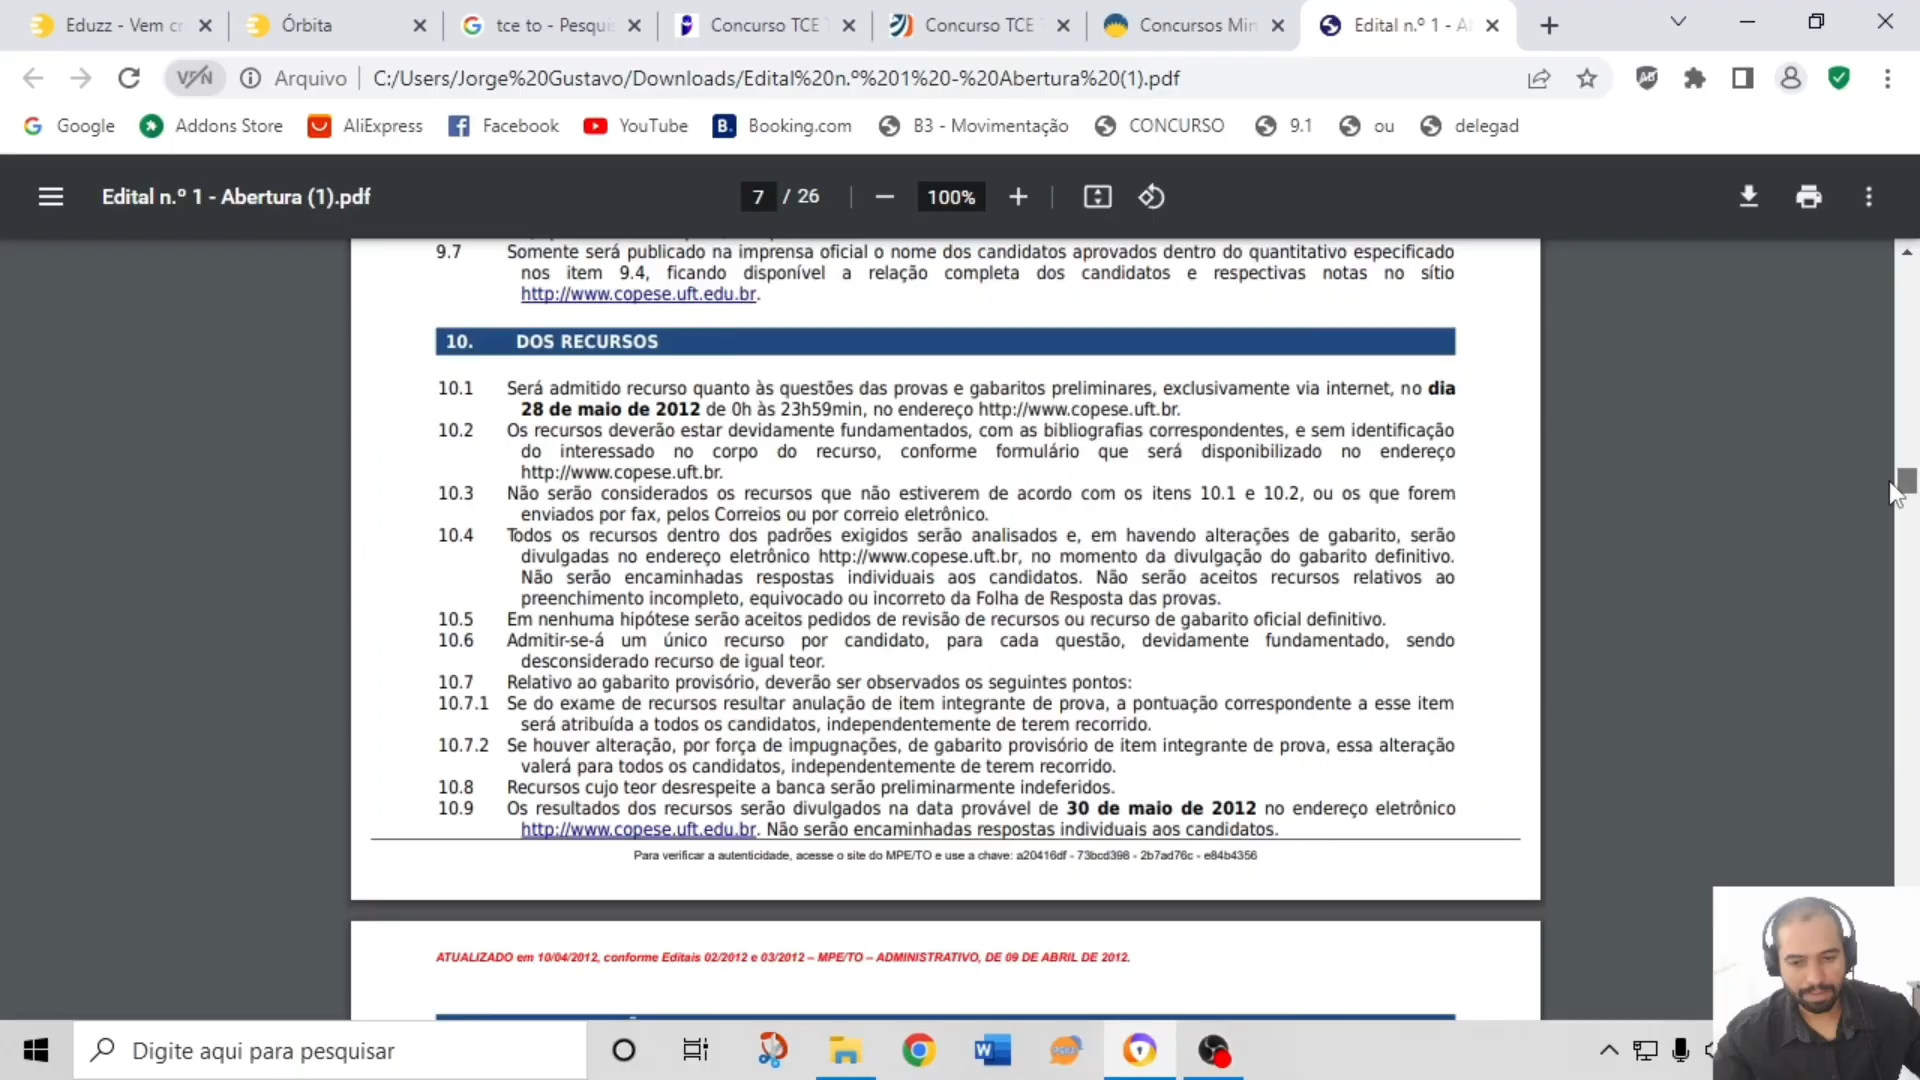 Eduzz - Vem cr
Órbita
tce to - Pesqui
Concurso TCE T
Concurso TCE T
Concursos Min
Edital n.º 1 - A
VPN
Arquivo
C:/Users/Jorge%20Gustavo/Downloads/Edital%20n.º%201%20-%20Abertura%20(1).pdf
Google
Addons Store
AliExpress
Facebook
YouTube
B. Booking.com
B3 - Movimentação
CONCURSO
9.1
ou
delegad
Edital n.º 1 - Abertura (1).pdf
7 / 26
100%
9.7 Somente será publicado na imprensa oficial o nome dos candidatos aprovados dentro do quantitativo especificado
nos item 9.4, ficando disponível a relação completa dos candidatos e respectivas notas no sítio
http://www.copese.uft.edu.br.
10. DOS RECURSOS
10.1 Será admitido recurso quanto às questões das provas e gabaritos preliminares, exclusivamente via internet, no dia
28 de maio de 2012 de 0h às 23h59min, no endereço http://www.copese.uft.br.
10.2 Os recursos deverão estar devidamente fundamentados, com as bibliografias correspondentes, e sem identificação
do interessado no corpo do recurso, conforme formulário que será disponibilizado no endereço
http://www.copese.uft.br.
10.3 Não serão considerados os recursos que não estiverem de acordo com os itens 10.1 e 10.2, ou os que forem
enviados por fax, pelos Correios ou por correio eletrônico.
10.4 Todos os recursos dentro dos padrões exigidos serão analisados e, em havendo alterações de gabarito, serão
divulgadas no endereço eletrônico http://www.copese.uft.br, no momento da divulgação do gabarito definitivo.
Não serão encaminhadas respostas individuais aos candidatos. Não serão aceitos recursos relativos ao
preenchimento incompleto, equivocado ou incorreto da Folha de Resposta das provas.
10.5 Em nenhuma hipótese serão aceitos pedidos de revisão de recursos ou recurso de gabarito oficial definitivo.
10.6 Admitir-se-á um único recurso por candidato, para cada questão, devidamente fundamentado, sendo
desconsiderado recurso de igual teor.
10.7 Relativo ao gabarito provisório, deverão ser observados os seguintes pontos:
10.7.1 Se do exame de recursos resultar anulação de item integrante de prova, a pontuação correspondente a esse item
será atribuída a todos os candidatos, independentemente de terem recorrido.
10.7.2 Se houver alteração, por força de impugnações, de gabarito provisório de item integrante de prova, essa alteração
valerá para todos os candidatos, independentemente de terem recorrido.
10.8 Recursos cujo teor desrespeite a banca serão preliminarmente indeferidos.
10.9 Os resultados dos recursos serão divulgados na data provável de 30 de maio de 2012 no endereço eletrônico
http://www.copese.uft.edu.br. Não serão encaminhadas respostas individuais aos candidatos.
Para verificar a autenticidade, acesse o site do MPE/TO e use a chave: a20416df - 73bcd398 - 2b7ad76c - e84b4356
ATUALIZADO em 10/04/2012, conforme Editais 02/2012 e 03/2012 – MPE/TO – ADMINISTRATIVO, DE 09 DE ABRIL DE 2012.
Digite aqui para pesquisar